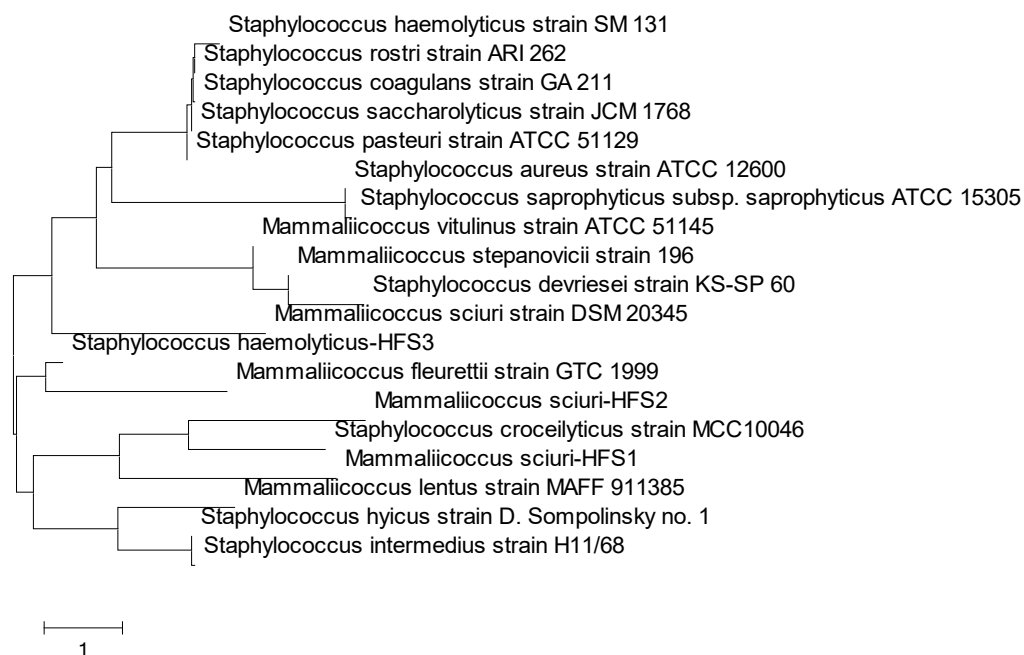 Staphylococcus haemolyticus strain SM 131
Staphylococcus rostri strain ARI 262
Staphylococcus coagulans strain GA 211
Staphylococcus saccharolyticus strain JCM 1768
Staphylococcus pasteuri strain ATCC 51129
Staphylococcus aureus strain ATCC 12600
Staphylococcus saprophyticus subsp. saprophyticus ATCC 15305
Mammaliicoccus vitulinus strain ATCC 51145
Mammaliicoccus stepanovicii strain 196
Staphylococcus devriesei strain KS-SP 60
Mammaliicoccus sciuri strain DSM 20345
Staphylococcus haemolyticus-HFS3
Mammaliicoccus fleurettii strain GTC 1999
Mammaliicoccus sciuri-HFS2
Staphylococcus croceilyticus strain MCC10046
Mammaliicoccus sciuri-HFS1
Mammaliicoccus lentus strain MAFF 911385
Staphylococcus hyicus strain D. Sompolinsky no. 1
Staphylococcus intermedius strain H11/68
1